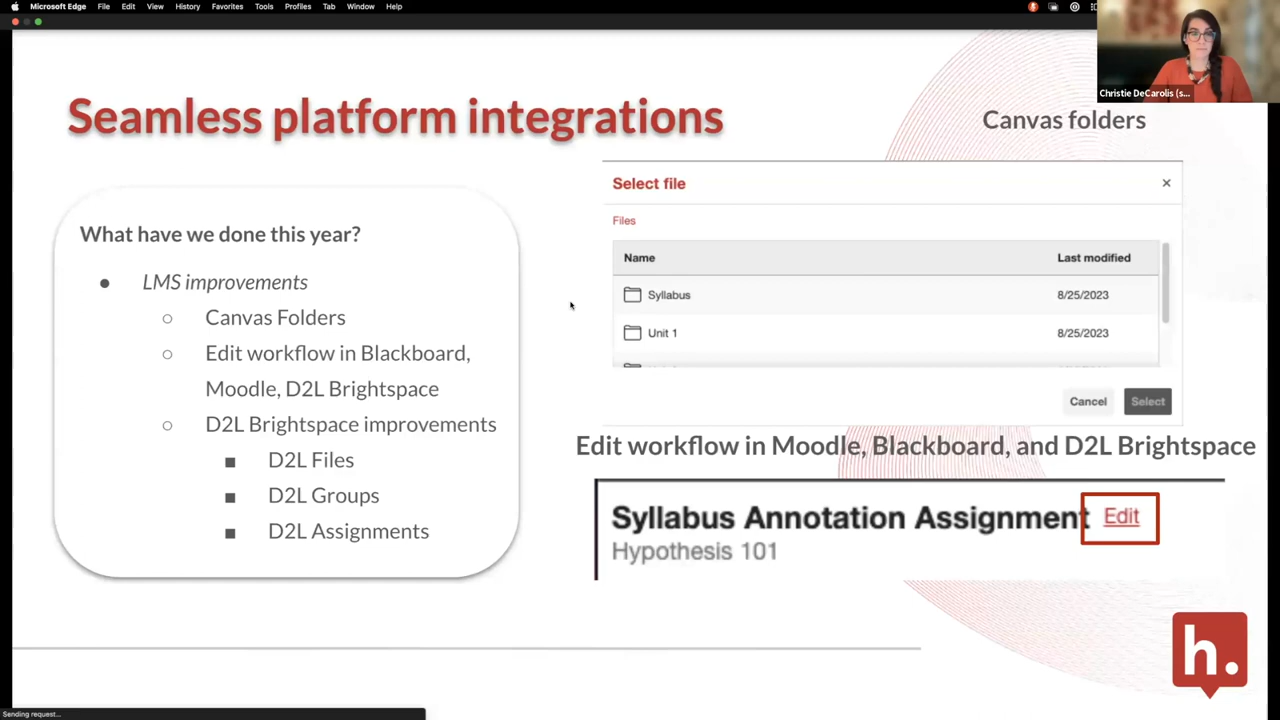 Microsoft Edge File Edit View History Favorites Tools Profiles Tab Window Help
Christie DeCarolis (s...
Seamless platform integrations
Canvas folders
What have we done this year?
LMS improvements
Canvas Folders
Edit workflow in Blackboard,
Moodle, D2L Brightspace
D2L Brightspace improvements
D2L Files
D2L Groups
D2L Assignments
Select file
Files
Name Last modified
Syllabus 8/25/2023
Unit 1 8/25/2023
Cancel Select
Edit workflow in Moodle, Blackboard, and D2L Brightspace
Syllabus Annotation Assignment Edit
Hypothesis 101
h.
Sending request...